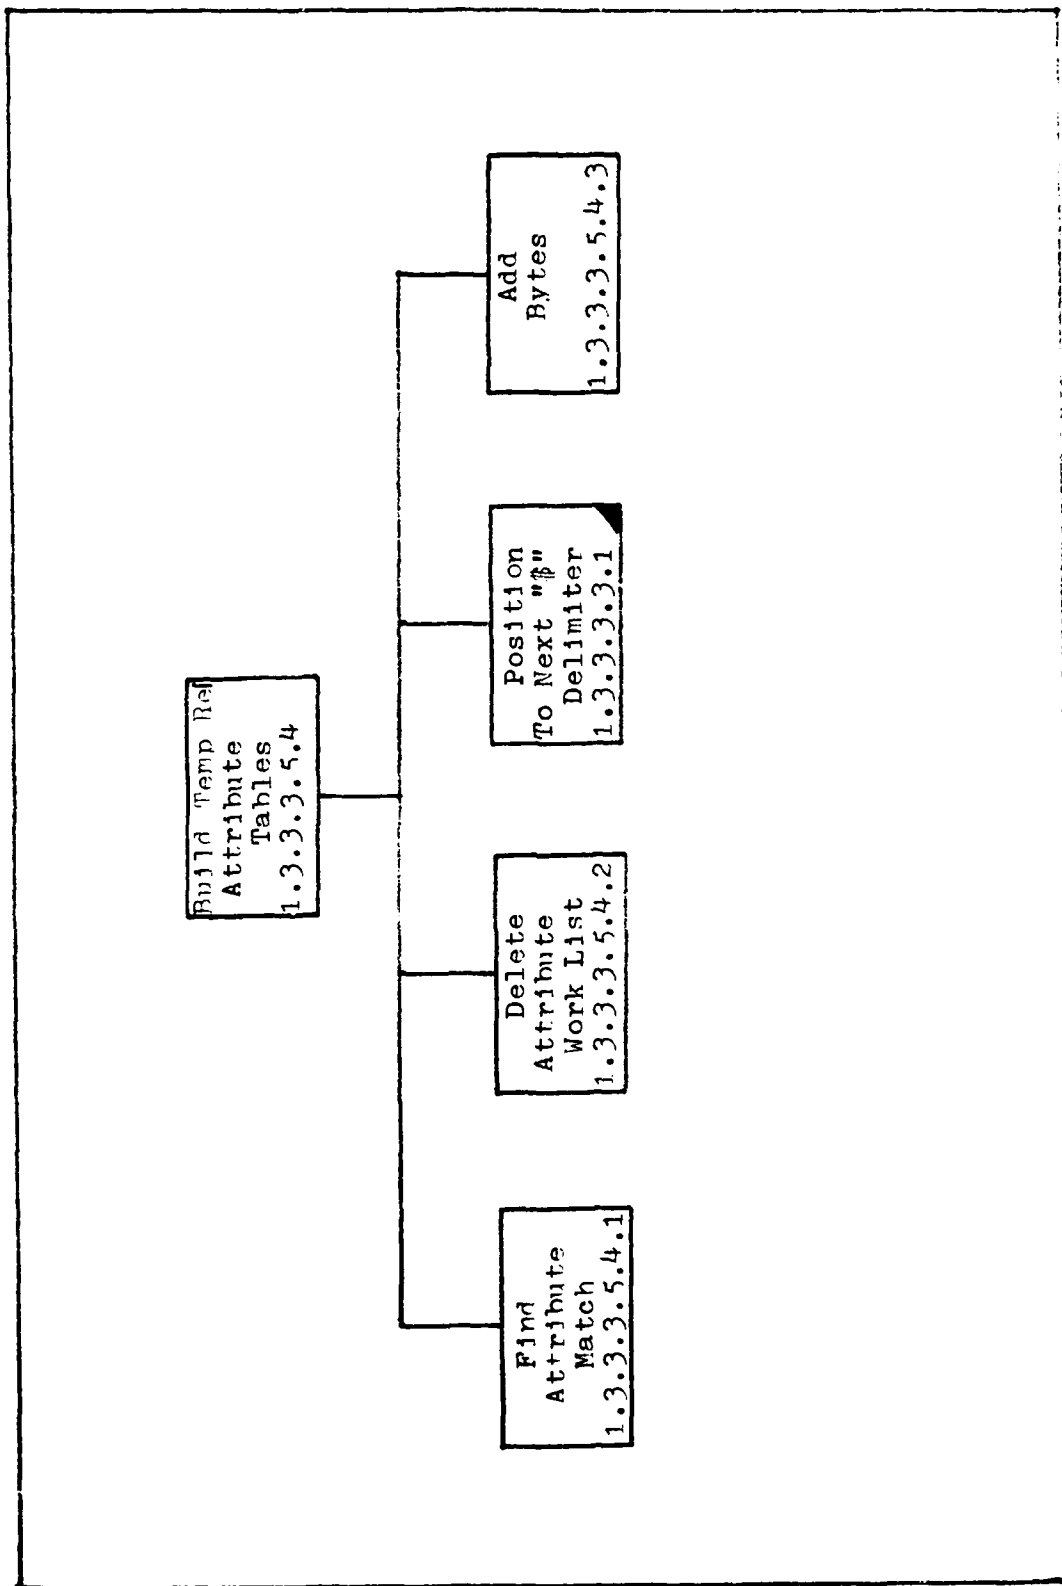 Build Temp Rel
Attribute
Tables
1.3.3.3.5.4
Find
Attribute
Match
1.3.3.3.5.4.1
Delete
Attribute
Work List
1.3.3.3.5.4.2
Position
To Next "$"
Delimiter
1.3.3.3.3.1
Add
Bytes
1.3.3.3.5.4.3